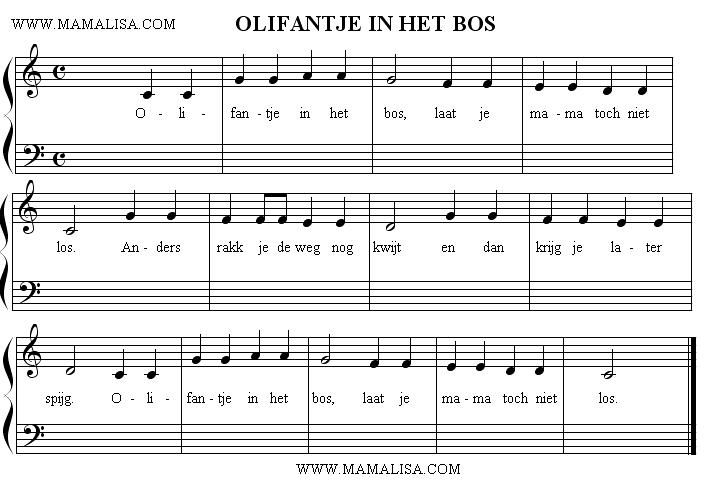 WWW.MAMALISA.COM
OLIFANTJE IN HET BOS
O - li - fan - tje in het bos, laat je ma - ma toch niet
los. An - ders rakk je de weg nog kwijt en dan krijg je la - ter
spijg. O - li - fan - tje in het bos, laat je ma - ma toch niet los.
WWW.MAMALISA.COM